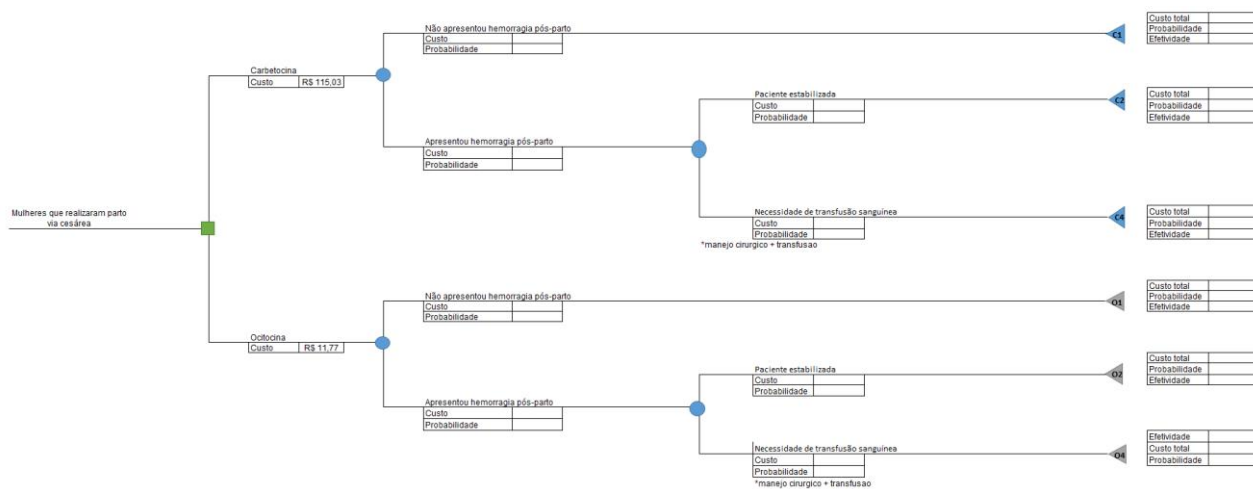 Mulheres que realizaram parto
via cesárea
Carbetocina
Custo R$ 115,03
Não apresentou hemorragia pós-parto
Custo
Probabilidade
C1
Custo total
Probabilidade
Efetividade
Apresentou hemorragia pós-parto
Custo
Probabilidade
Paciente estabilizada
Custo
Probabilidade
C2
Custo total
Probabilidade
Efetividade
Necessidade de transfusão sanguínea
Custo
Probabilidade
*manejo cirurgico + transfusao
C4
Custo total
Probabilidade
Efetividade
Ocitocina
Custo R$ 11,77
Não apresentou hemorragia pós-parto
Custo
Probabilidade
O1
Custo total
Probabilidade
Efetividade
Apresentou hemorragia pós-parto
Custo
Probabilidade
Paciente estabilizada
Custo
Probabilidade
O2
Custo total
Probabilidade
Efetividade
Necessidade de transfusão sanguínea
Custo
Probabilidade
*manejo cirurgico + transfusao
O4
Efetividade
Custo total
Probabilidade